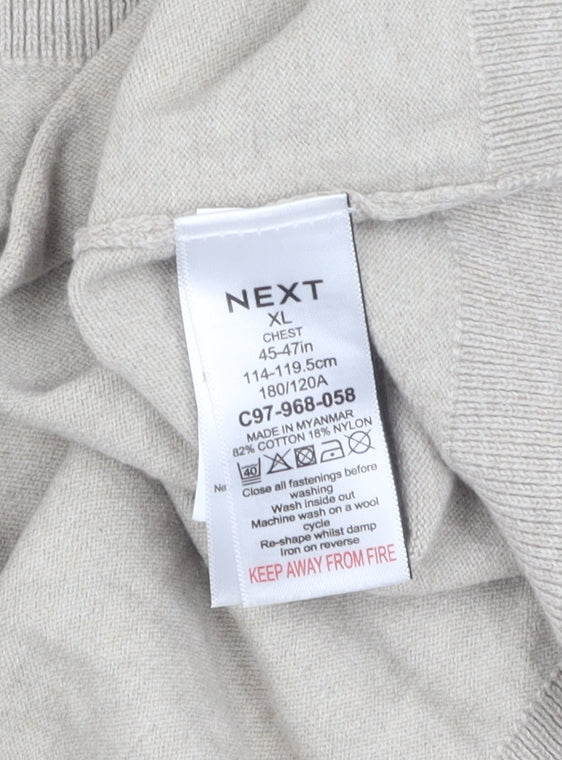 NEXT
XL
CHEST
45-47in
114-119.5cm
180/120A
C97-968-058
MADE IN MYANMAR
82% COTTON 18% NYLON
40
Close all fastenings before
washing
Wash inside out
Machine wash on a wool
cycle
Re-shape whilst damp
Iron on reverse
KEEP AWAY FROM FIRE
Ne